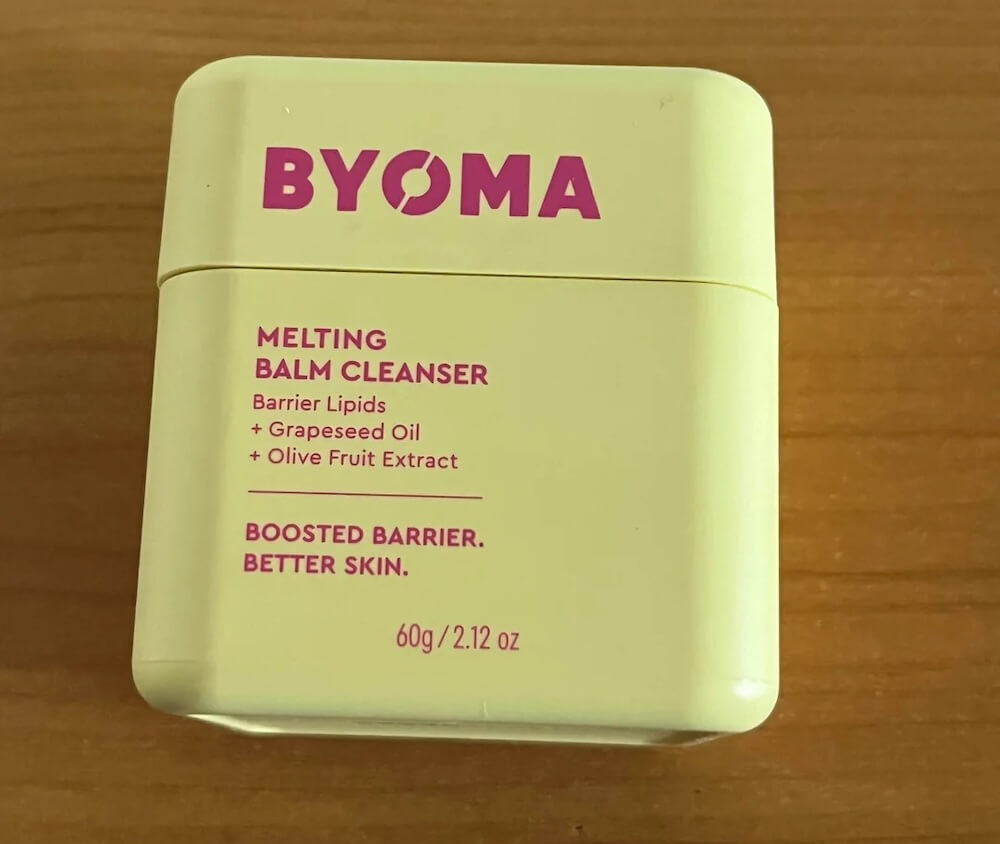 BYOMA
MELTING
BALM CLEANSER
Barrier Lipids
+ Grapeseed Oil
+ Olive Fruit Extract
BOOSTED BARRIER.
BETTER SKIN.
60g / 2.12 oz